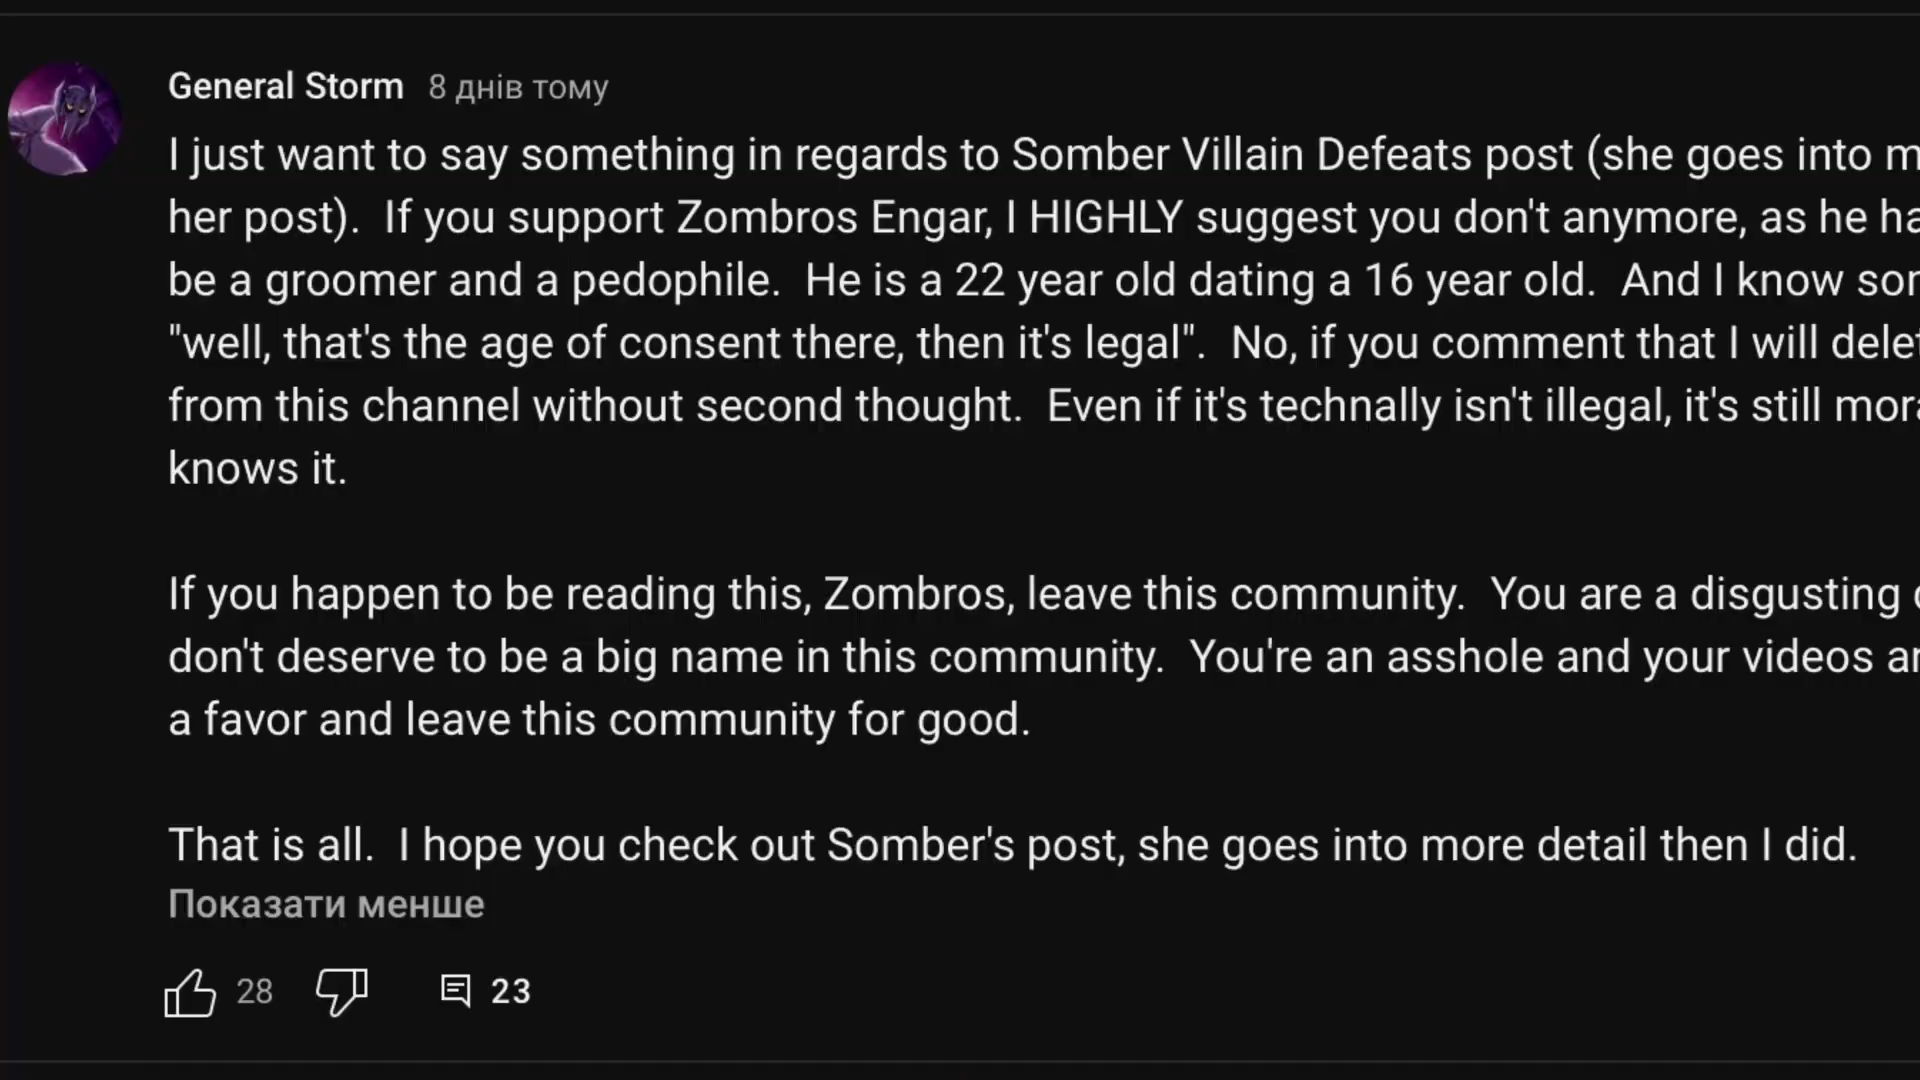 General Storm 8 днів тому
I just want to say something in regards to Somber Villain Defeats post (she goes into
her post).  If you support Zombros Engar, I HIGHLY suggest you don't anymore, as he
be a groomer and a pedophile.  He is a 22 year old dating a 16 year old.  And I know
"well, that's the age of consent there, then it's legal".  No, if you comment that I will
from this channel without second thought.  Even if it's technally isn't illegal, it's still
knows it.
If you happen to be reading this, Zombros, leave this community.  You are a disgusting
don't deserve to be a big name in this community.  You're an asshole and your videos
a favor and leave this community for good.
That is all.  I hope you check out Somber's post, she goes into more detail then I did.
Показати менше
28 23